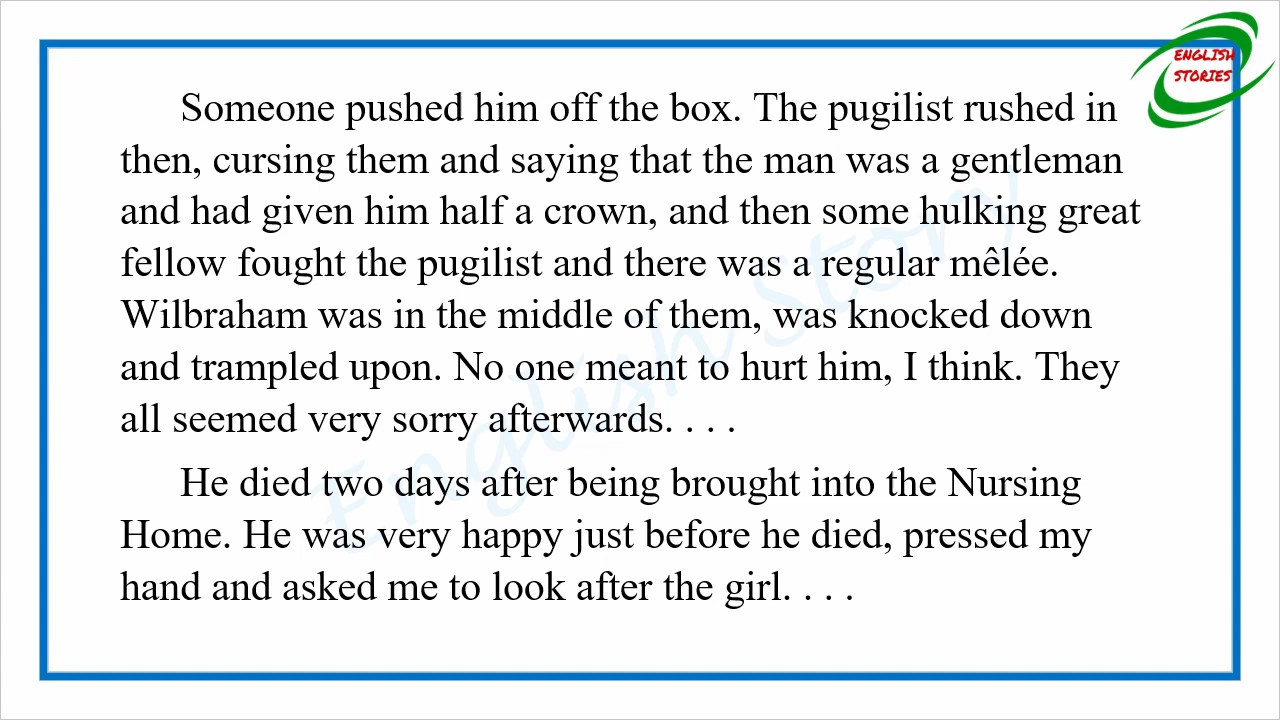 ENGLISH
STORIES
Someone pushed him off the box. The pugilist rushed in
then, cursing them and saying that the man was a gentleman
and had given him half a crown, and then some hulking great
fellow fought the pugilist and there was a regular mêlée.
Wilbraham was in the middle of them, was knocked down
and trampled upon. No one meant to hurt him, I think. They
all seemed very sorry afterwards. . . .
He died two days after being brought into the Nursing
Home. He was very happy just before he died, pressed my
hand and asked me to look after the girl. . . .
English Story